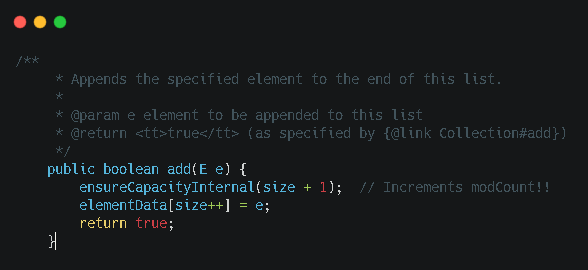 /**
* Appends the specified element to the end of this list.
*
* @param e element to be appended to this list
* @return <tt>true</tt> (as specified by {@link Collection#add})
*/
public boolean add(E e) {
ensureCapacityInternal(size + 1);  // Increments modCount!!
elementData[size++] = e;
return true;
}